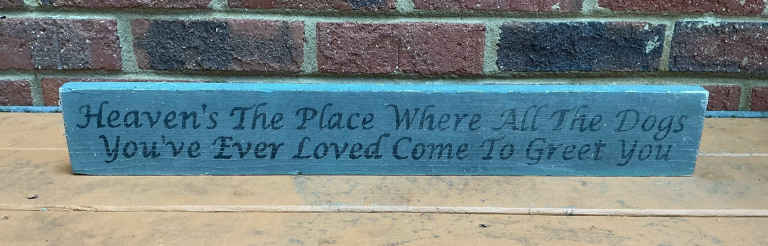 Heaven's The Place Where All The Dogs
You've Ever Loved Come To Greet You